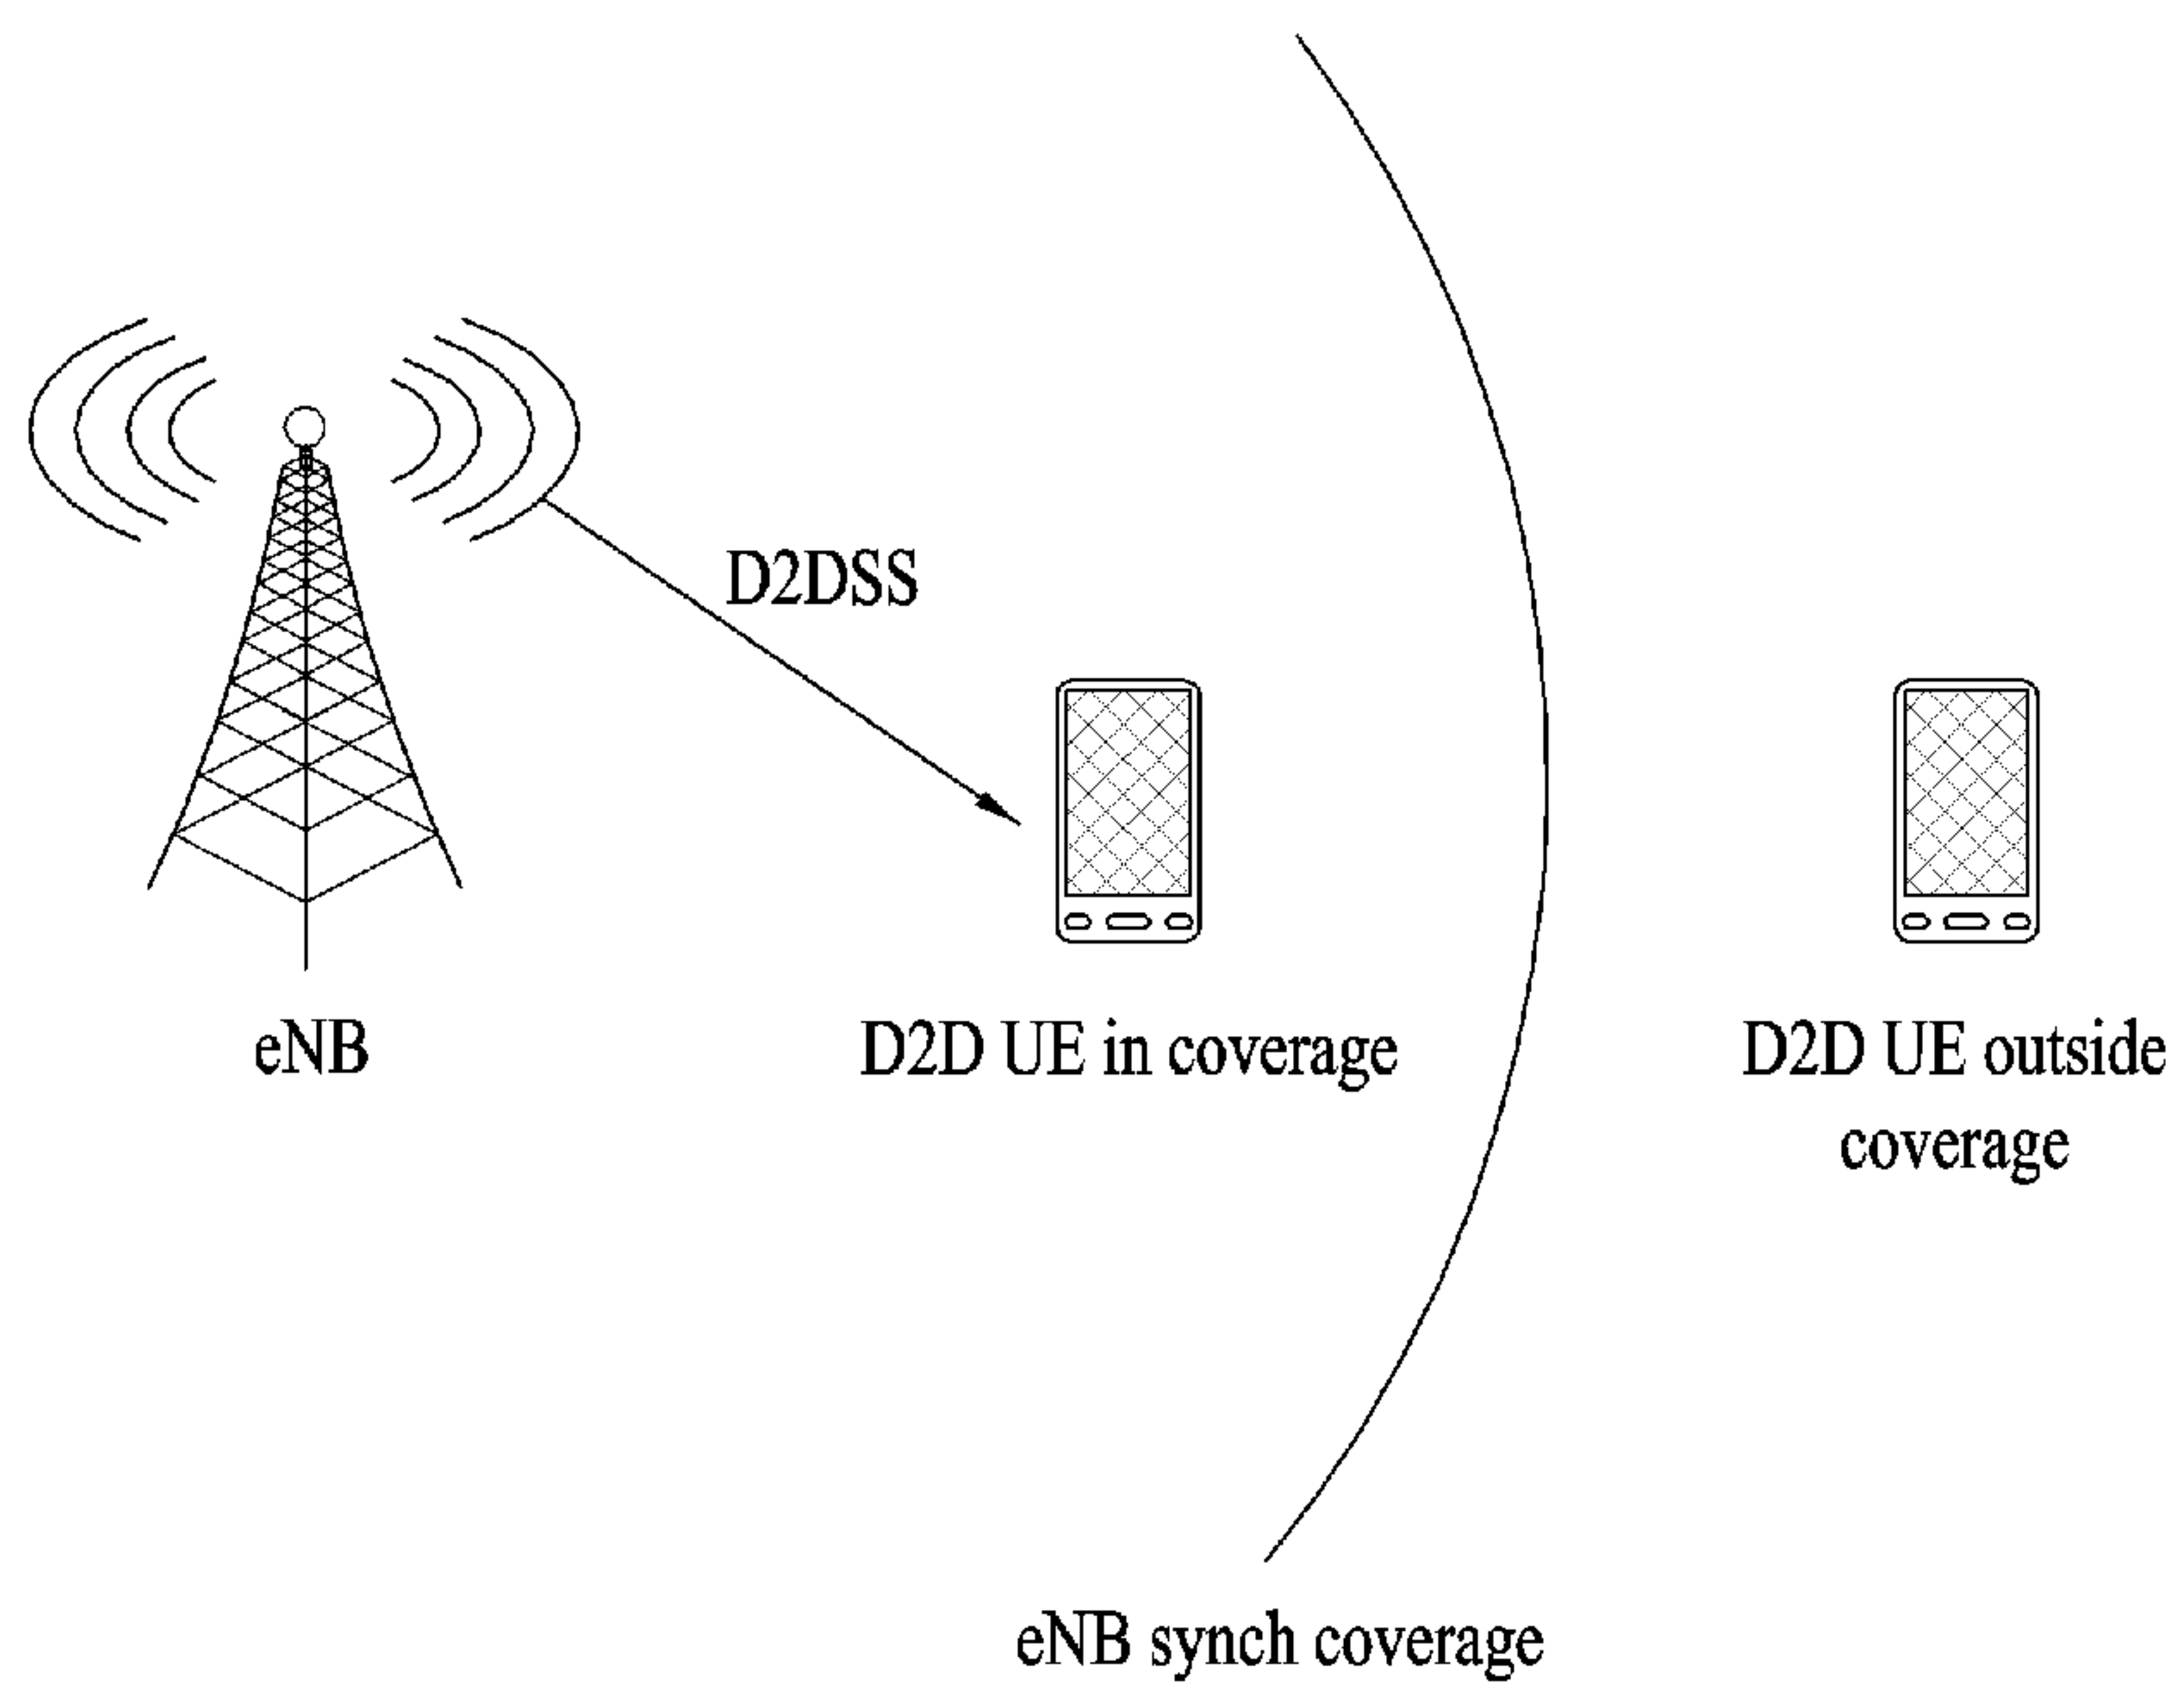 D2DSS
eNB
D2D UE in coverage
D2D UE outside
coverage
eNB synch coverage